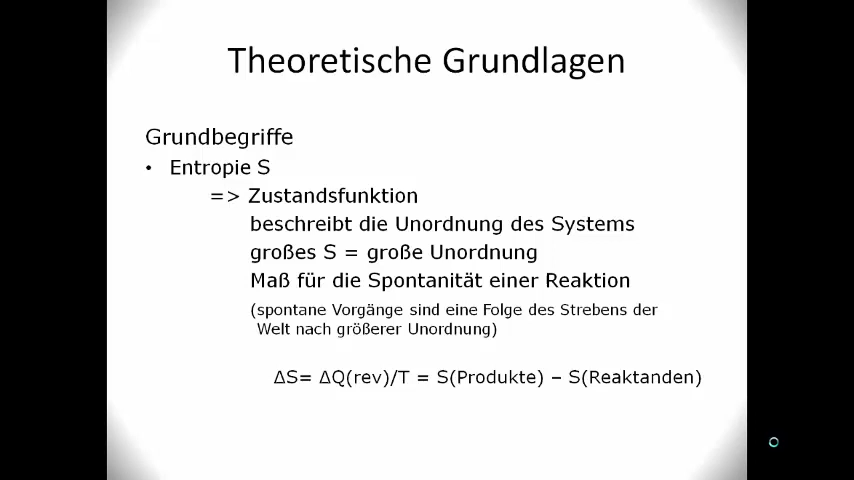 Theoretische Grundlagen
Grundbegriffe
• Entropie S
=> Zustandsfunktion
beschreibt die Unordnung des Systems
großes S = große Unordnung
Maß für die Spontanität einer Reaktion
(spontane Vorgänge sind eine Folge des Strebens der
Welt nach größerer Unordnung)
ΔS= ΔQ(rev)/T = S(Produkte) – S(Reaktanden)